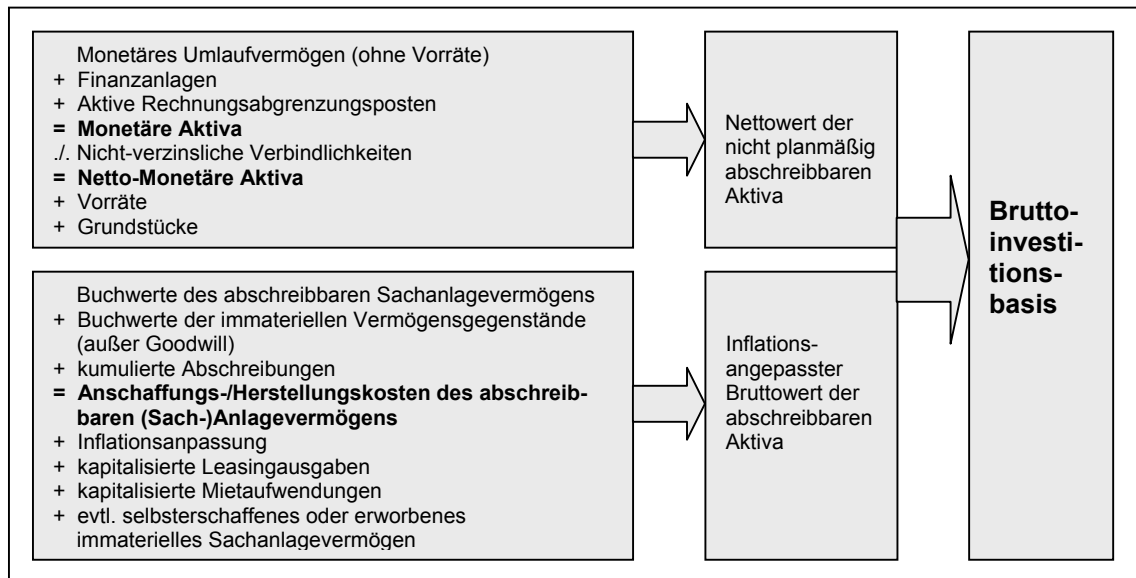 Monetäres Umlaufvermögen (ohne Vorräte)
+ Finanzanlagen
+ Aktive Rechnungsabgrenzungsposten
= Monetäre Aktiva
./. Nicht-verzinsliche Verbindlichkeiten
= Netto-Monetäre Aktiva
+ Vorräte
+ Grundstücke
Nettowert der
nicht planmäßig
abschreibbaren
Aktiva
Buchwerte des abschreibbaren Sachanlagevermögens
+ Buchwerte der immateriellen Vermögensgegenstände
(außer Goodwill)
+ kumulierte Abschreibungen
= Anschaffungs-/Herstellungskosten des abschreib-
baren (Sach-)Anlagevermögens
+ Inflationsanpassung
+ kapitalisierte Leasingausgaben
+ kapitalisierte Mietaufwendungen
+ evtl. selbsterschaffenes oder erworbenes
immaterielles Sachanlagevermögen
Inflations-
angepasster
Bruttowert der
abschreibbaren
Aktiva
Brutto-
investi-
tions-
basis